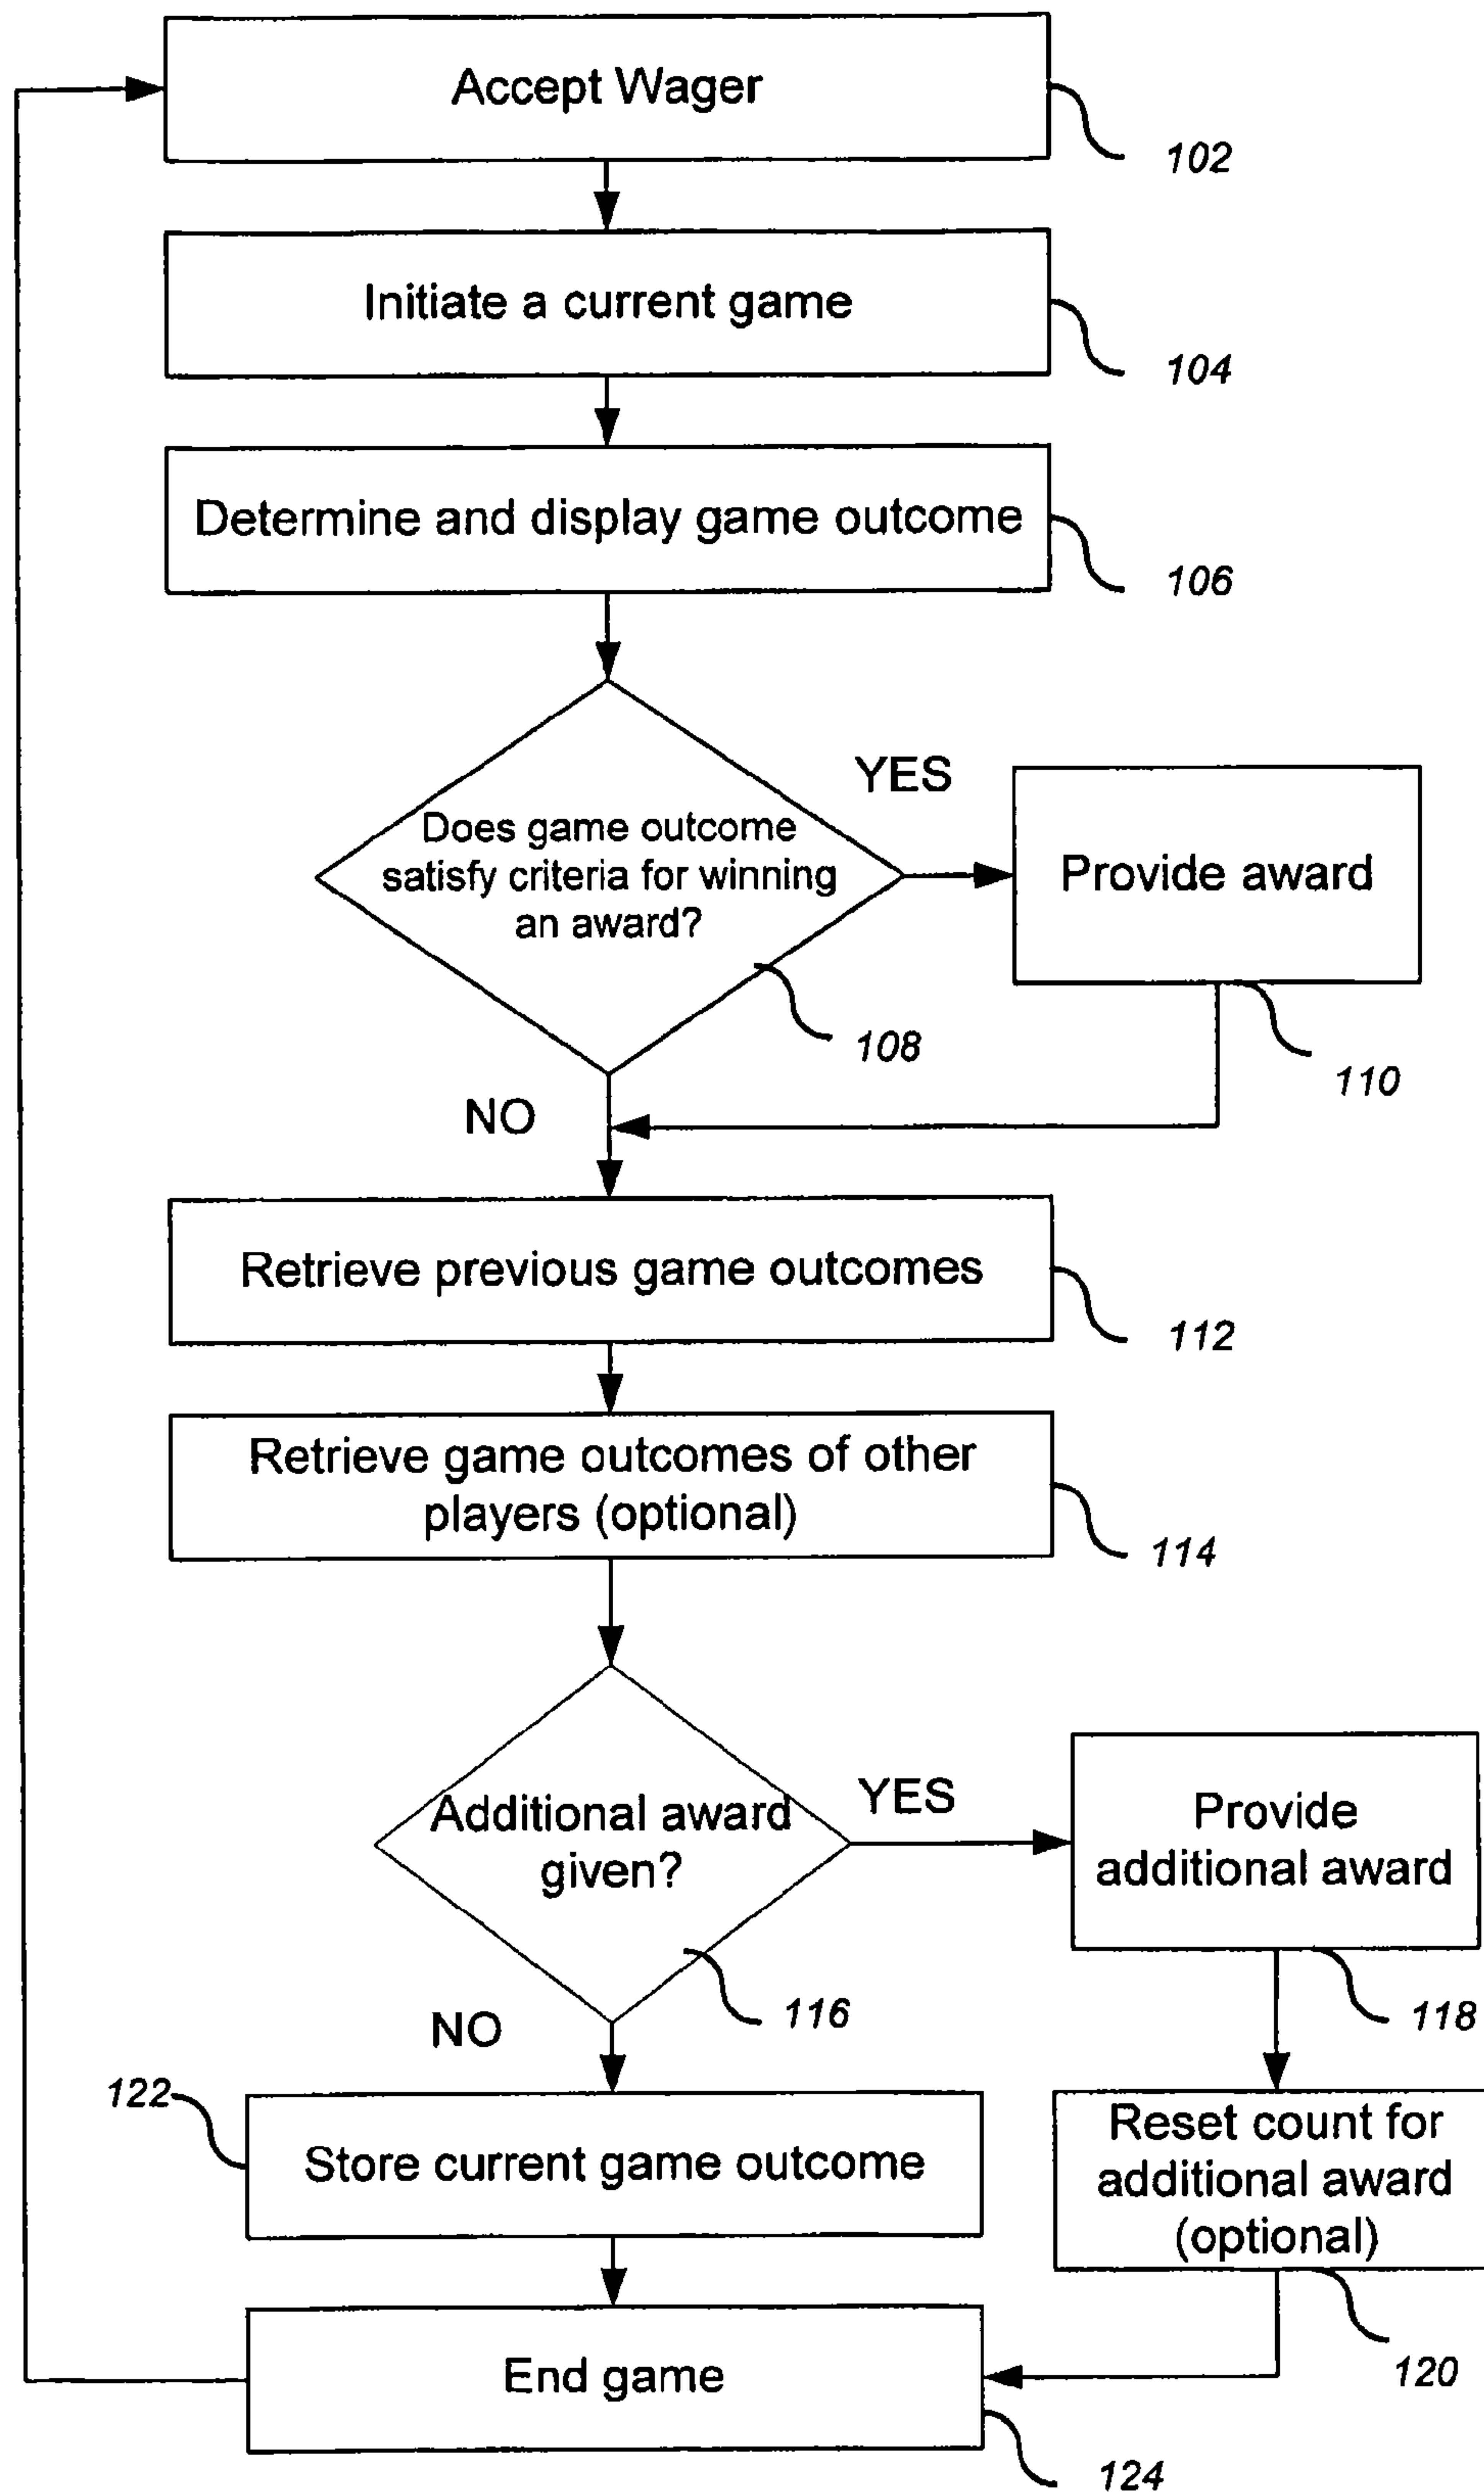 Accept Wager
102
Initiate a current game
104
Determine and display game outcome
106
Does game outcome
satisfy criteria for winning
an award?
108
YES
Provide award
110
NO
Retrieve previous game outcomes
112
Retrieve game outcomes of other
players (optional)
114
Additional award
given?
116
YES
Provide
additional award
118
NO
122
Store current game outcome
Reset count for
additional award
(optional)
120
End game
124